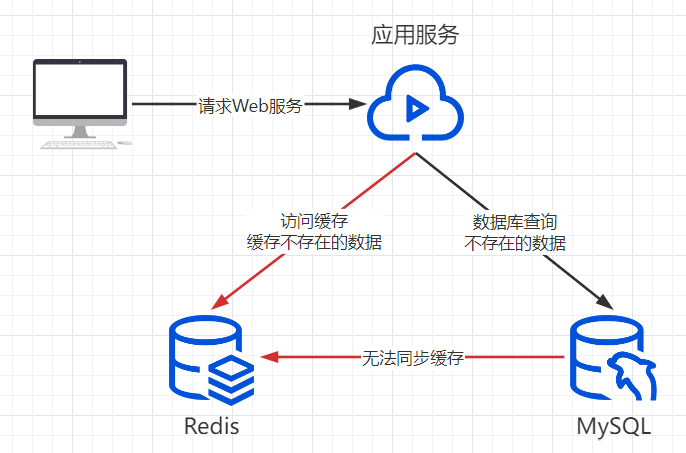 应用服务
请求Web服务
访问缓存
缓存不存在的数据
数据库查询
不存在的数据
无法同步缓存
Redis
MySQL